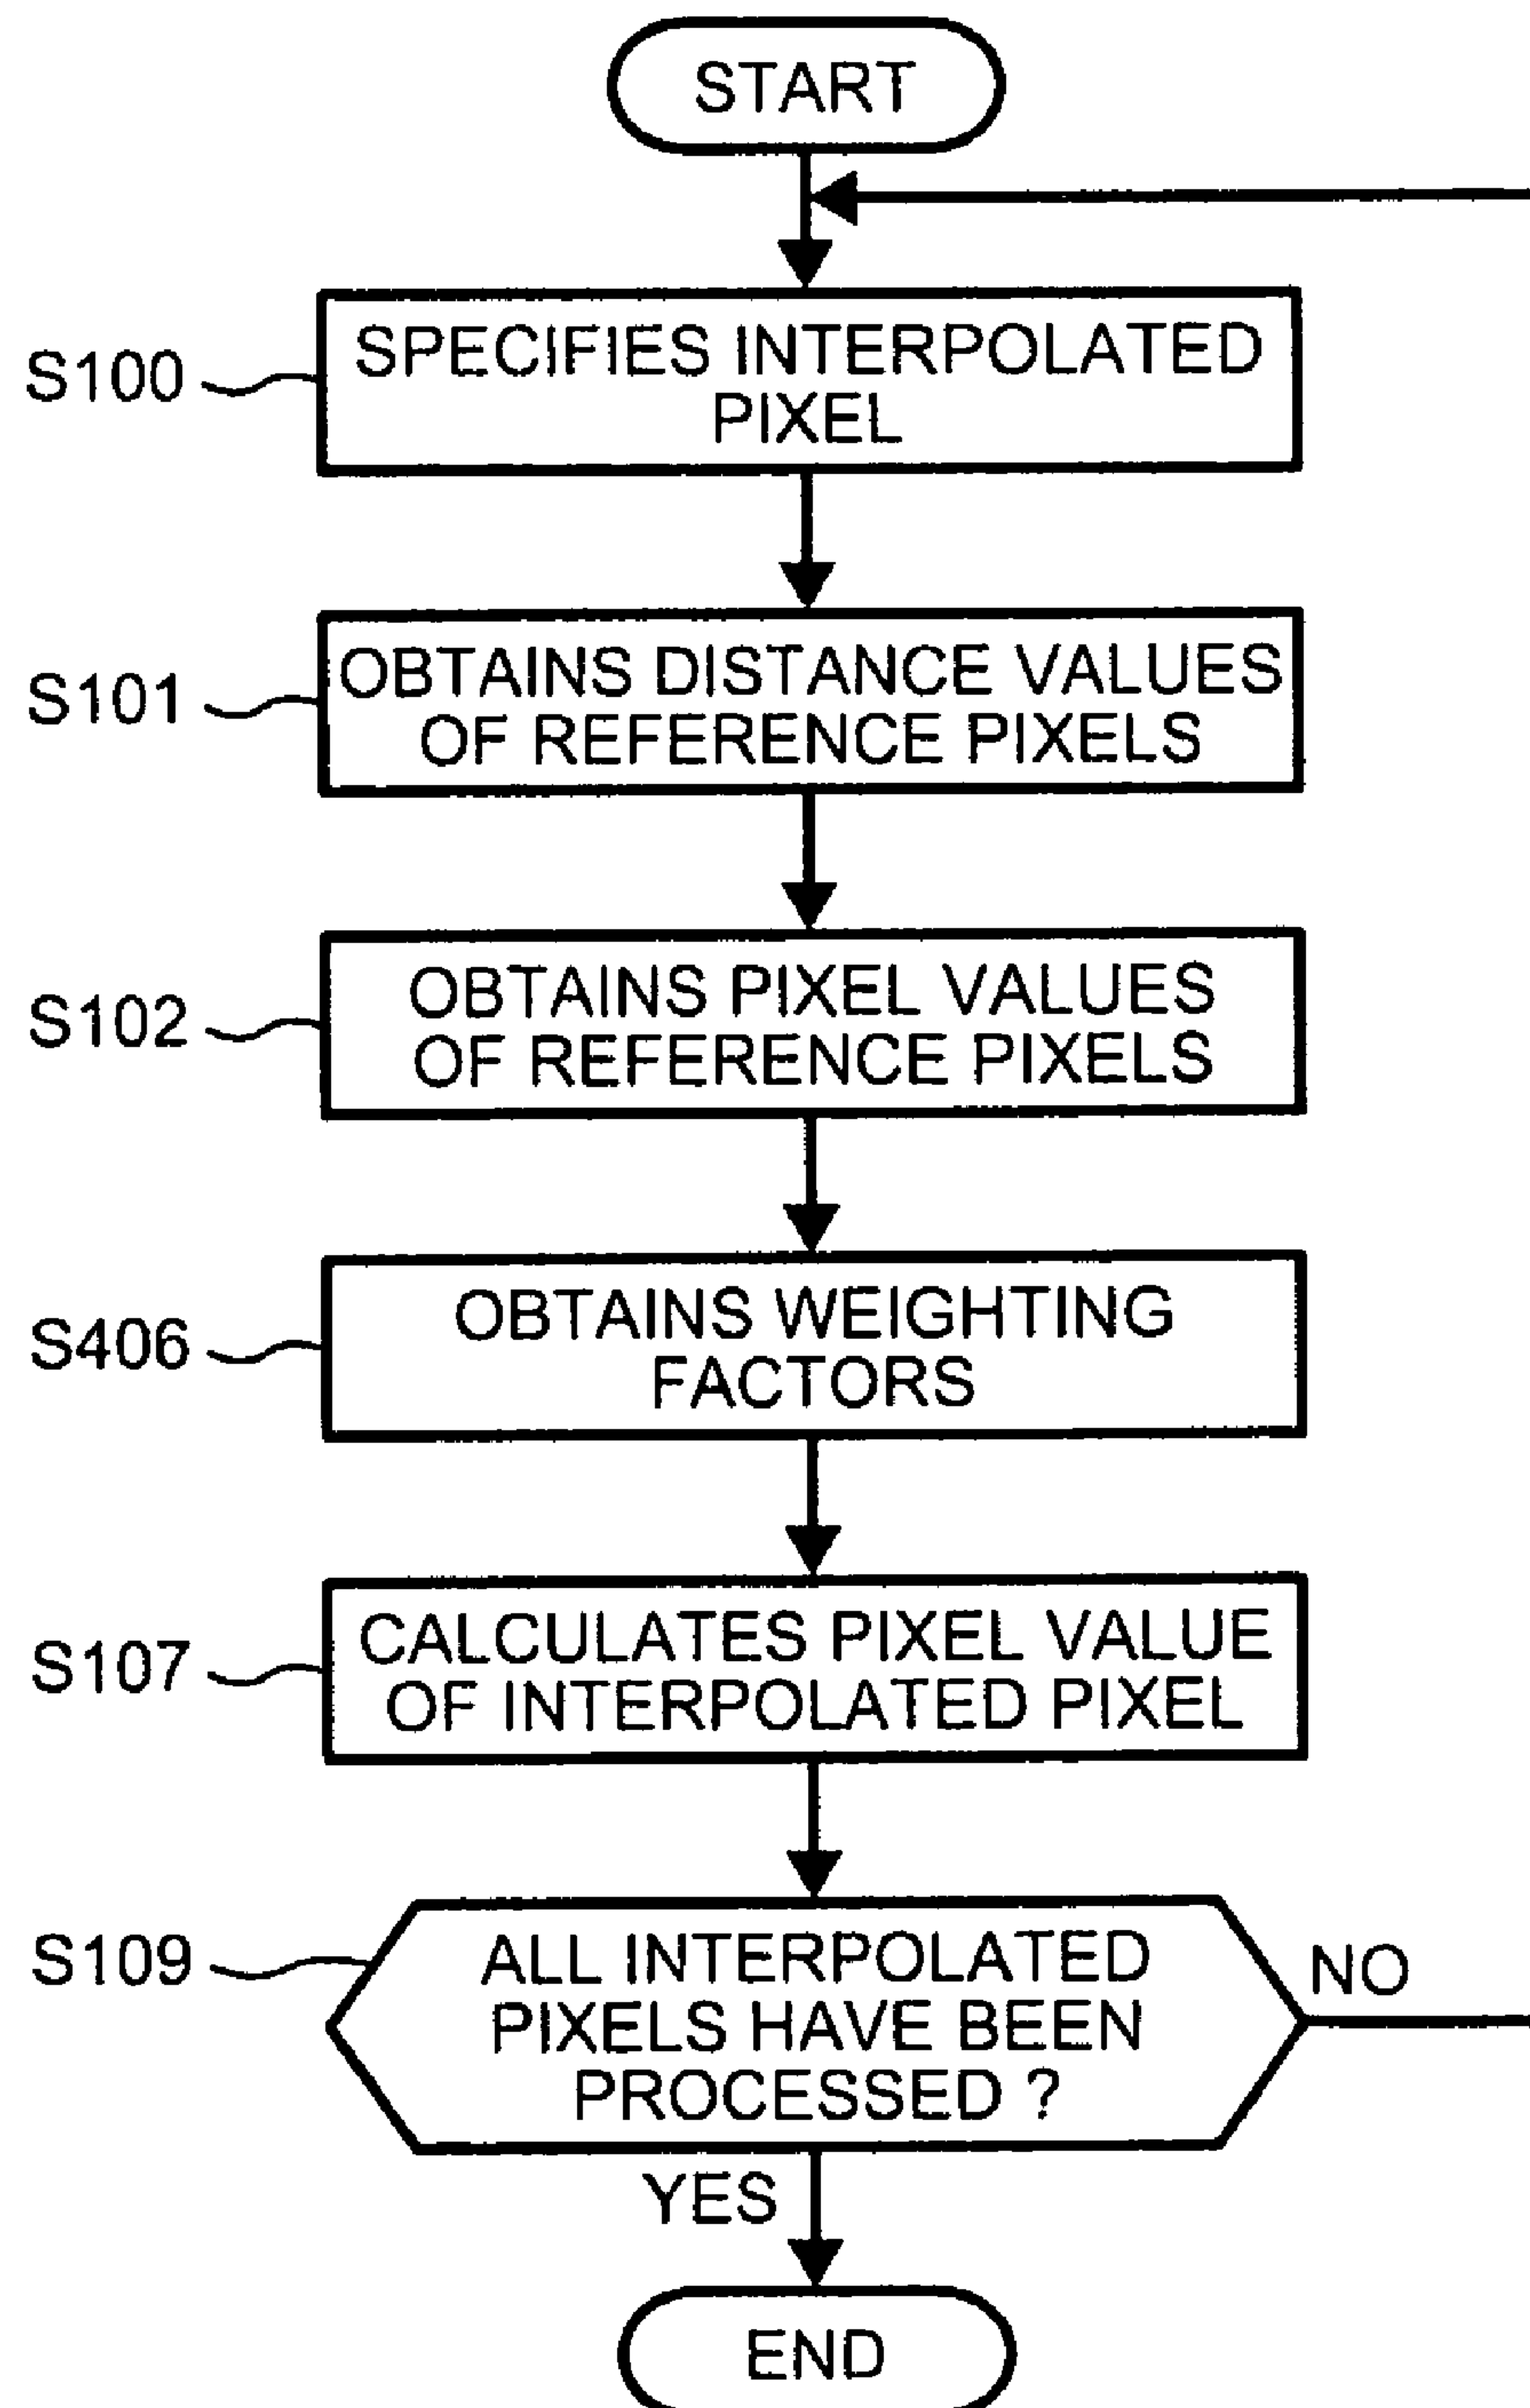 START
S100
SPECIFIES INTERPOLATED
PIXEL
S101
OBTAINS DISTANCE VALUES
OF REFERENCE PIXELS
S102
OBTAINS PIXEL VALUES
OF REFERENCE PIXELS
S406
OBTAINS WEIGHTING
FACTORS
S107
CALCULATES PIXEL VALUE
OF INTERPOLATED PIXEL
S109
ALL INTERPOLATED
PIXELS HAVE BEEN
PROCESSED ?
NO
YES
END